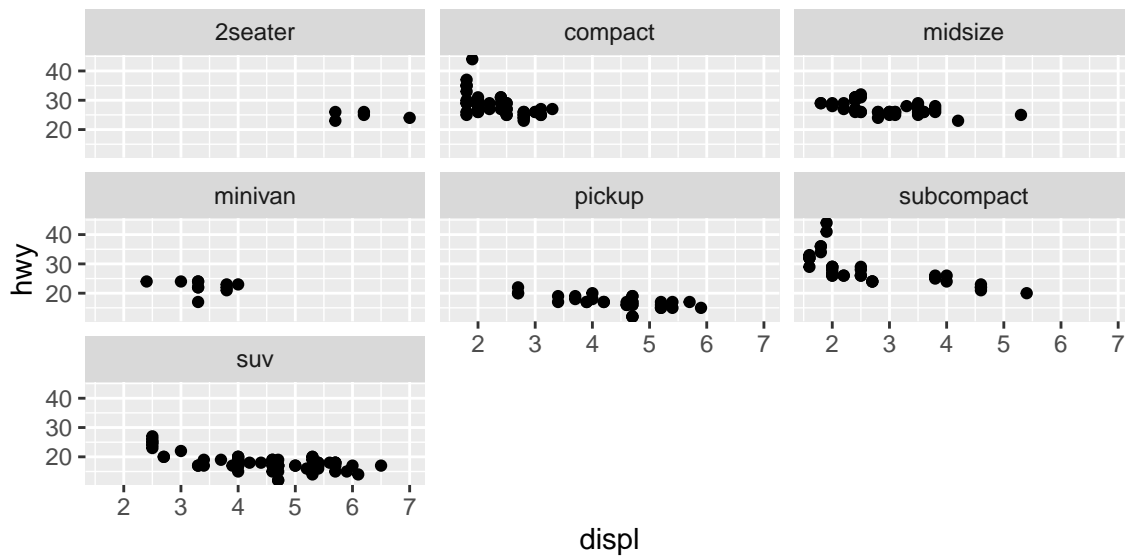 2seater compact midsize
40
30
20
minivan pickup subcompact
40
30
20
2 3 4 5 6 7 2 3 4 5 6 7
suv
40
30
20
2 3 4 5 6 7
hwy
displ